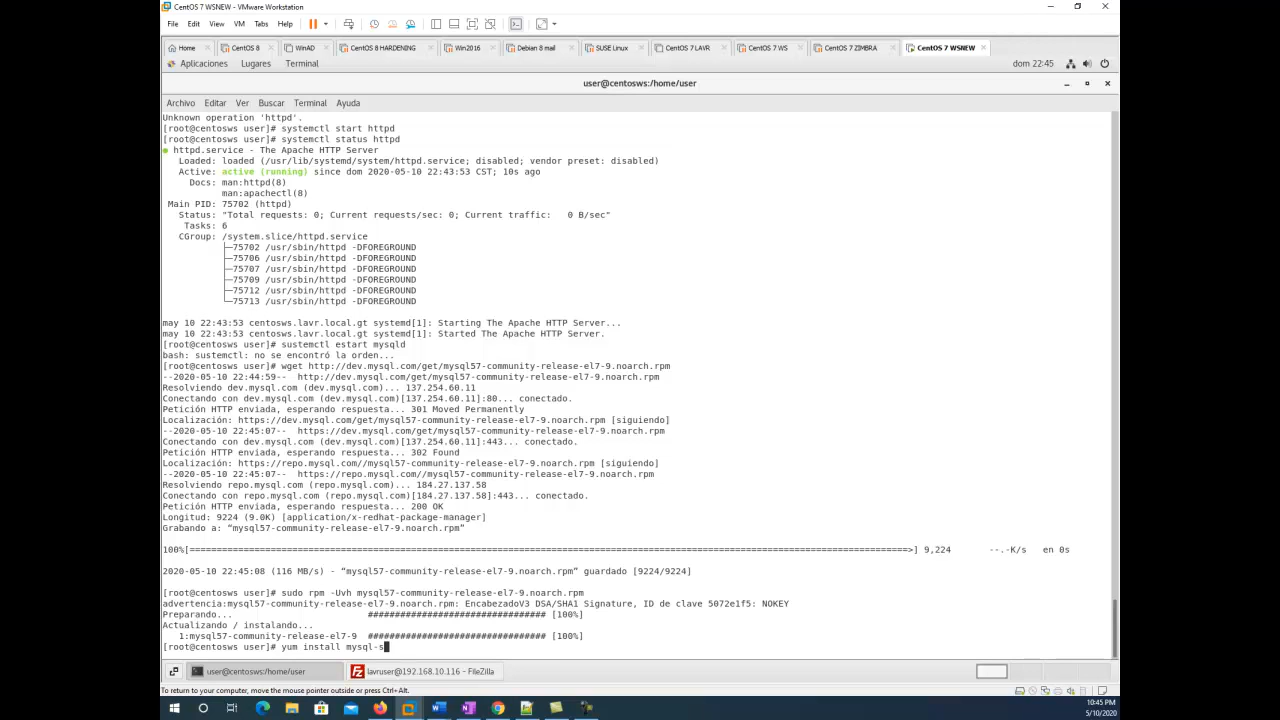 CentOS 7 WSNEW - VMware Workstation
File Edit View VM Tabs Help
Home CentOS 8 WinAD CentOS 8 HARDENING Win2016 Debian 8 mail SUSE Linux CentOS 7 LAVR CentOS 7 WS CentOS 7 ZIMBRA CentOS 7 WSNEW
Aplicaciones Lugares Terminal dom 22:45
user@centosws:/home/user
Archivo Editar Ver Buscar Terminal Ayuda
Unknown operation 'httpd'.
[root@centosws user]# systemctl start httpd
[root@centosws user]# systemctl status httpd
● httpd.service - The Apache HTTP Server
Loaded: loaded (/usr/lib/systemd/system/httpd.service; disabled; vendor preset: disabled)
Active: active (running) since dom 2020-05-10 22:43:53 CST; 10s ago
Docs: man:httpd(8)
man:apachectl(8)
Main PID: 75702 (httpd)
Status: "Total requests: 0; Current requests/sec: 0; Current traffic:   0 B/sec"
Tasks: 6
CGroup: /system.slice/httpd.service
├─75702 /usr/sbin/httpd -DFOREGROUND
├─75706 /usr/sbin/httpd -DFOREGROUND
├─75707 /usr/sbin/httpd -DFOREGROUND
├─75709 /usr/sbin/httpd -DFOREGROUND
├─75712 /usr/sbin/httpd -DFOREGROUND
└─75713 /usr/sbin/httpd -DFOREGROUND
may 10 22:43:53 centosws.lavr.local.gt systemd[1]: Starting The Apache HTTP Server...
may 10 22:43:53 centosws.lavr.local.gt systemd[1]: Started The Apache HTTP Server.
[root@centosws user]# sustemctl estart mysqld
bash: sustemctl: no se encontró la orden...
[root@centosws user]# wget http://dev.mysql.com/get/mysql57-community-release-el7-9.noarch.rpm
--2020-05-10 22:44:59--  http://dev.mysql.com/get/mysql57-community-release-el7-9.noarch.rpm
Resolviendo dev.mysql.com (dev.mysql.com)... 137.254.60.11
Conectando con dev.mysql.com (dev.mysql.com)[137.254.60.11]:80... conectado.
Petición HTTP enviada, esperando respuesta... 301 Moved Permanently
Localización: https://dev.mysql.com/get/mysql57-community-release-el7-9.noarch.rpm [siguiendo]
--2020-05-10 22:45:07--  https://dev.mysql.com/get/mysql57-community-release-el7-9.noarch.rpm
Conectando con dev.mysql.com (dev.mysql.com)[137.254.60.11]:443... conectado.
Petición HTTP enviada, esperando respuesta... 302 Found
Localización: https://repo.mysql.com//mysql57-community-release-el7-9.noarch.rpm [siguiendo]
--2020-05-10 22:45:07--  https://repo.mysql.com//mysql57-community-release-el7-9.noarch.rpm
Resolviendo repo.mysql.com (repo.mysql.com)... 184.27.137.58
Conectando con repo.mysql.com (repo.mysql.com)[184.27.137.58]:443... conectado.
Petición HTTP enviada, esperando respuesta... 200 OK
Longitud: 9224 (9.0K) [application/x-redhat-package-manager]
Grabando a: “mysql57-community-release-el7-9.noarch.rpm”
100%[======================================================================================================>] 9,224       --.-K/s   en 0s
2020-05-10 22:45:08 (116 MB/s) - “mysql57-community-release-el7-9.noarch.rpm” guardado [9224/9224]
[root@centosws user]# sudo rpm -Uvh mysql57-community-release-el7-9.noarch.rpm
advertencia:mysql57-community-release-el7-9.noarch.rpm: EncabezadoV3 DSA/SHA1 Signature, ID de clave 5072e1f5: NOKEY
Preparando... ################################# [100%]
Actualizando / instalando...
1:mysql57-community-release-el7-9 ################################# [100%]
[root@centosws user]# yum install mysql-s
user@centosws:/home/user lavruser@192.168.10.116 - FileZilla
To return to your computer, move the mouse pointer outside or press Ctrl+Alt.
10:45 PM
5/10/2020